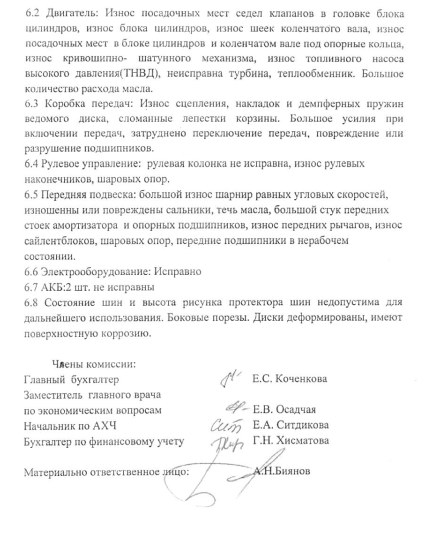 6.2 Двигатель: Износ посадочных мест седел клапанов в головке блока
цилиндров, износ блока цилиндров, износ шеек коленчатого вала, износ
посадочных мест в блоке цилиндров и коленчатом вале под опорные кольца,
износ кривошипно- шатунного механизма, износ топливного насоса
высокого давления(ТНВД), неисправна турбина, теплообменник. Большое
количество расхода масла.
6.3 Коробка передач: Износ сцепления, накладок и демпферных пружин
ведомого диска, сломанные лепестки корзины. Большое усилия при
включении передач, затруднено переключение передач, повреждение или
разрушение подшипников.
6.4 Рулевое управление: рулевая колонка не исправна, износ рулевых
наконечников, шаровых опор.
6.5 Передняя подвеска: большой износ шарнир равных угловых скоростей,
изношенны или повреждены сальники, течь масла, большой стук передних
стоек амортизатора и опорных подшипников, износ передних рычагов, износ
сайлентблоков, шаровых опор, передние подшипники в нерабочем
состоянии.
6.6 Электрооборудование: Исправно
6.7 АКБ:2 шт. не исправны
6.8 Состояние шин и высота рисунка протектора шин недопустима для
дальнейшего использования. Боковые порезы. Диски деформированы, имеют
поверхностную коррозию.
Члены комиссии:
Главный бухгалтер Е.С. Коченкова
Заместитель главного врача
по экономическим вопросам Е.В. Осадчая
Начальник по АХЧ Е.А. Ситдикова
Бухгалтер по финансовому учету Г.Н. Хисматова
Материально ответственное лицо: А.Н.Биянов